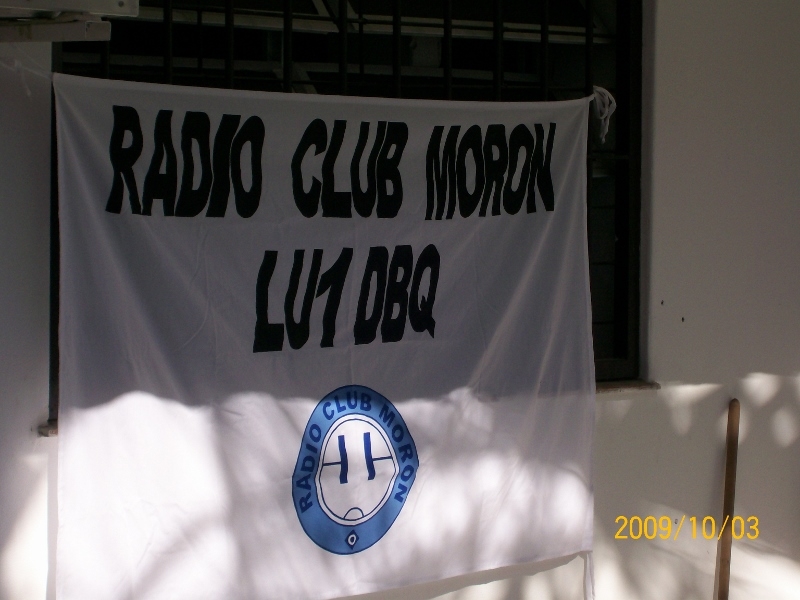 RADIO CLUB MORON
LU1 DBQ
RADIO CLUB MORON
2009/10/03